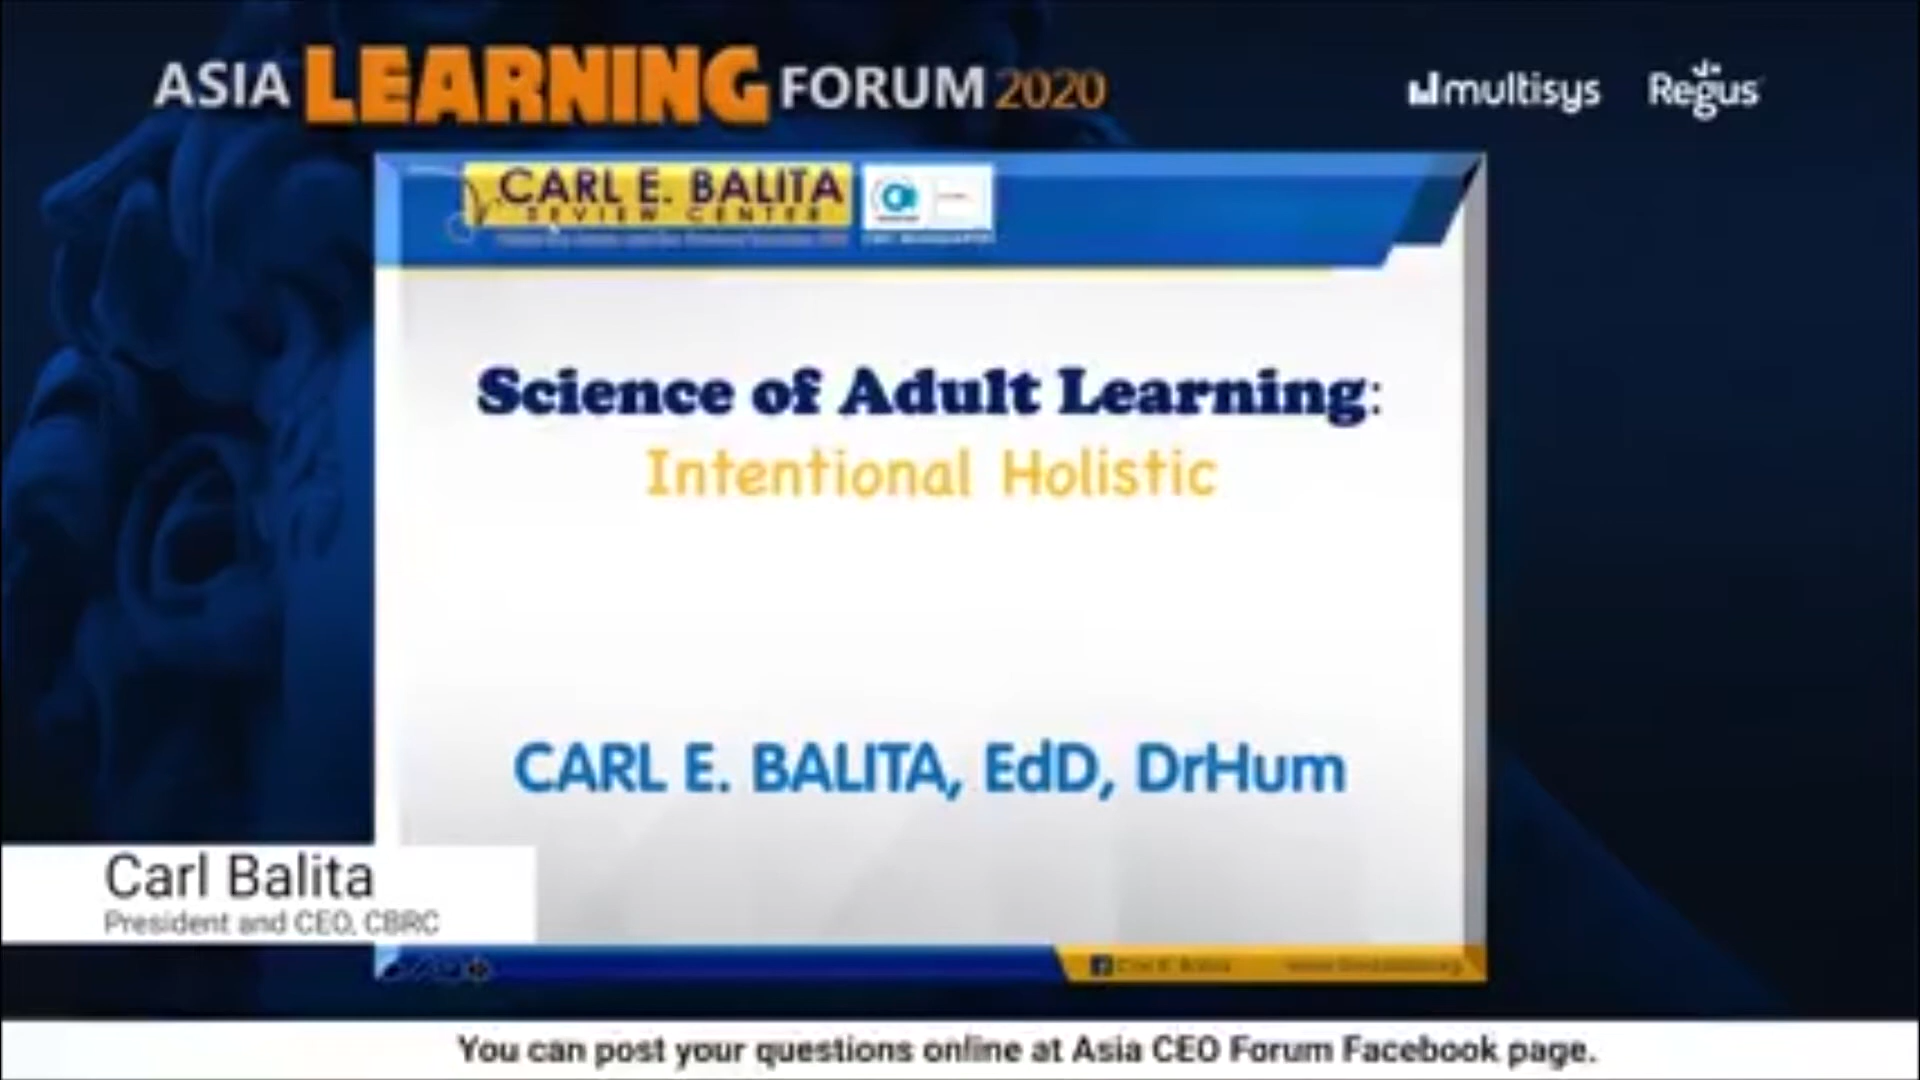 ASIA LEARNING FORUM 2020
multisys
Regus
CARL E. BALITA
REVIEW CENTER
Science of Adult Learning:
Intentional Holistic
CARL E. BALITA, EdD, DrHum
Carl Balita
President and CEO, CBRC
You can post your questions online at Asia CEO Forum Facebook page.